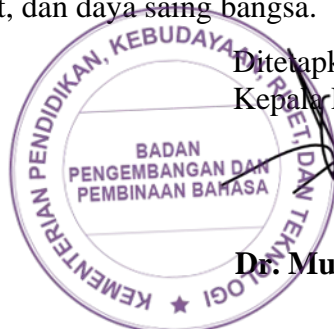 t, dan daya saing bangsa.
Ditetapk
Kepala
KEMENTERIAN PENDIDIKAN, KEBUDAYAAN, RISET, DAN TEKNOLOGI
BADAN
PENGEMBANGAN DAN
PEMBINAAN BAHASA
Dr. Mu